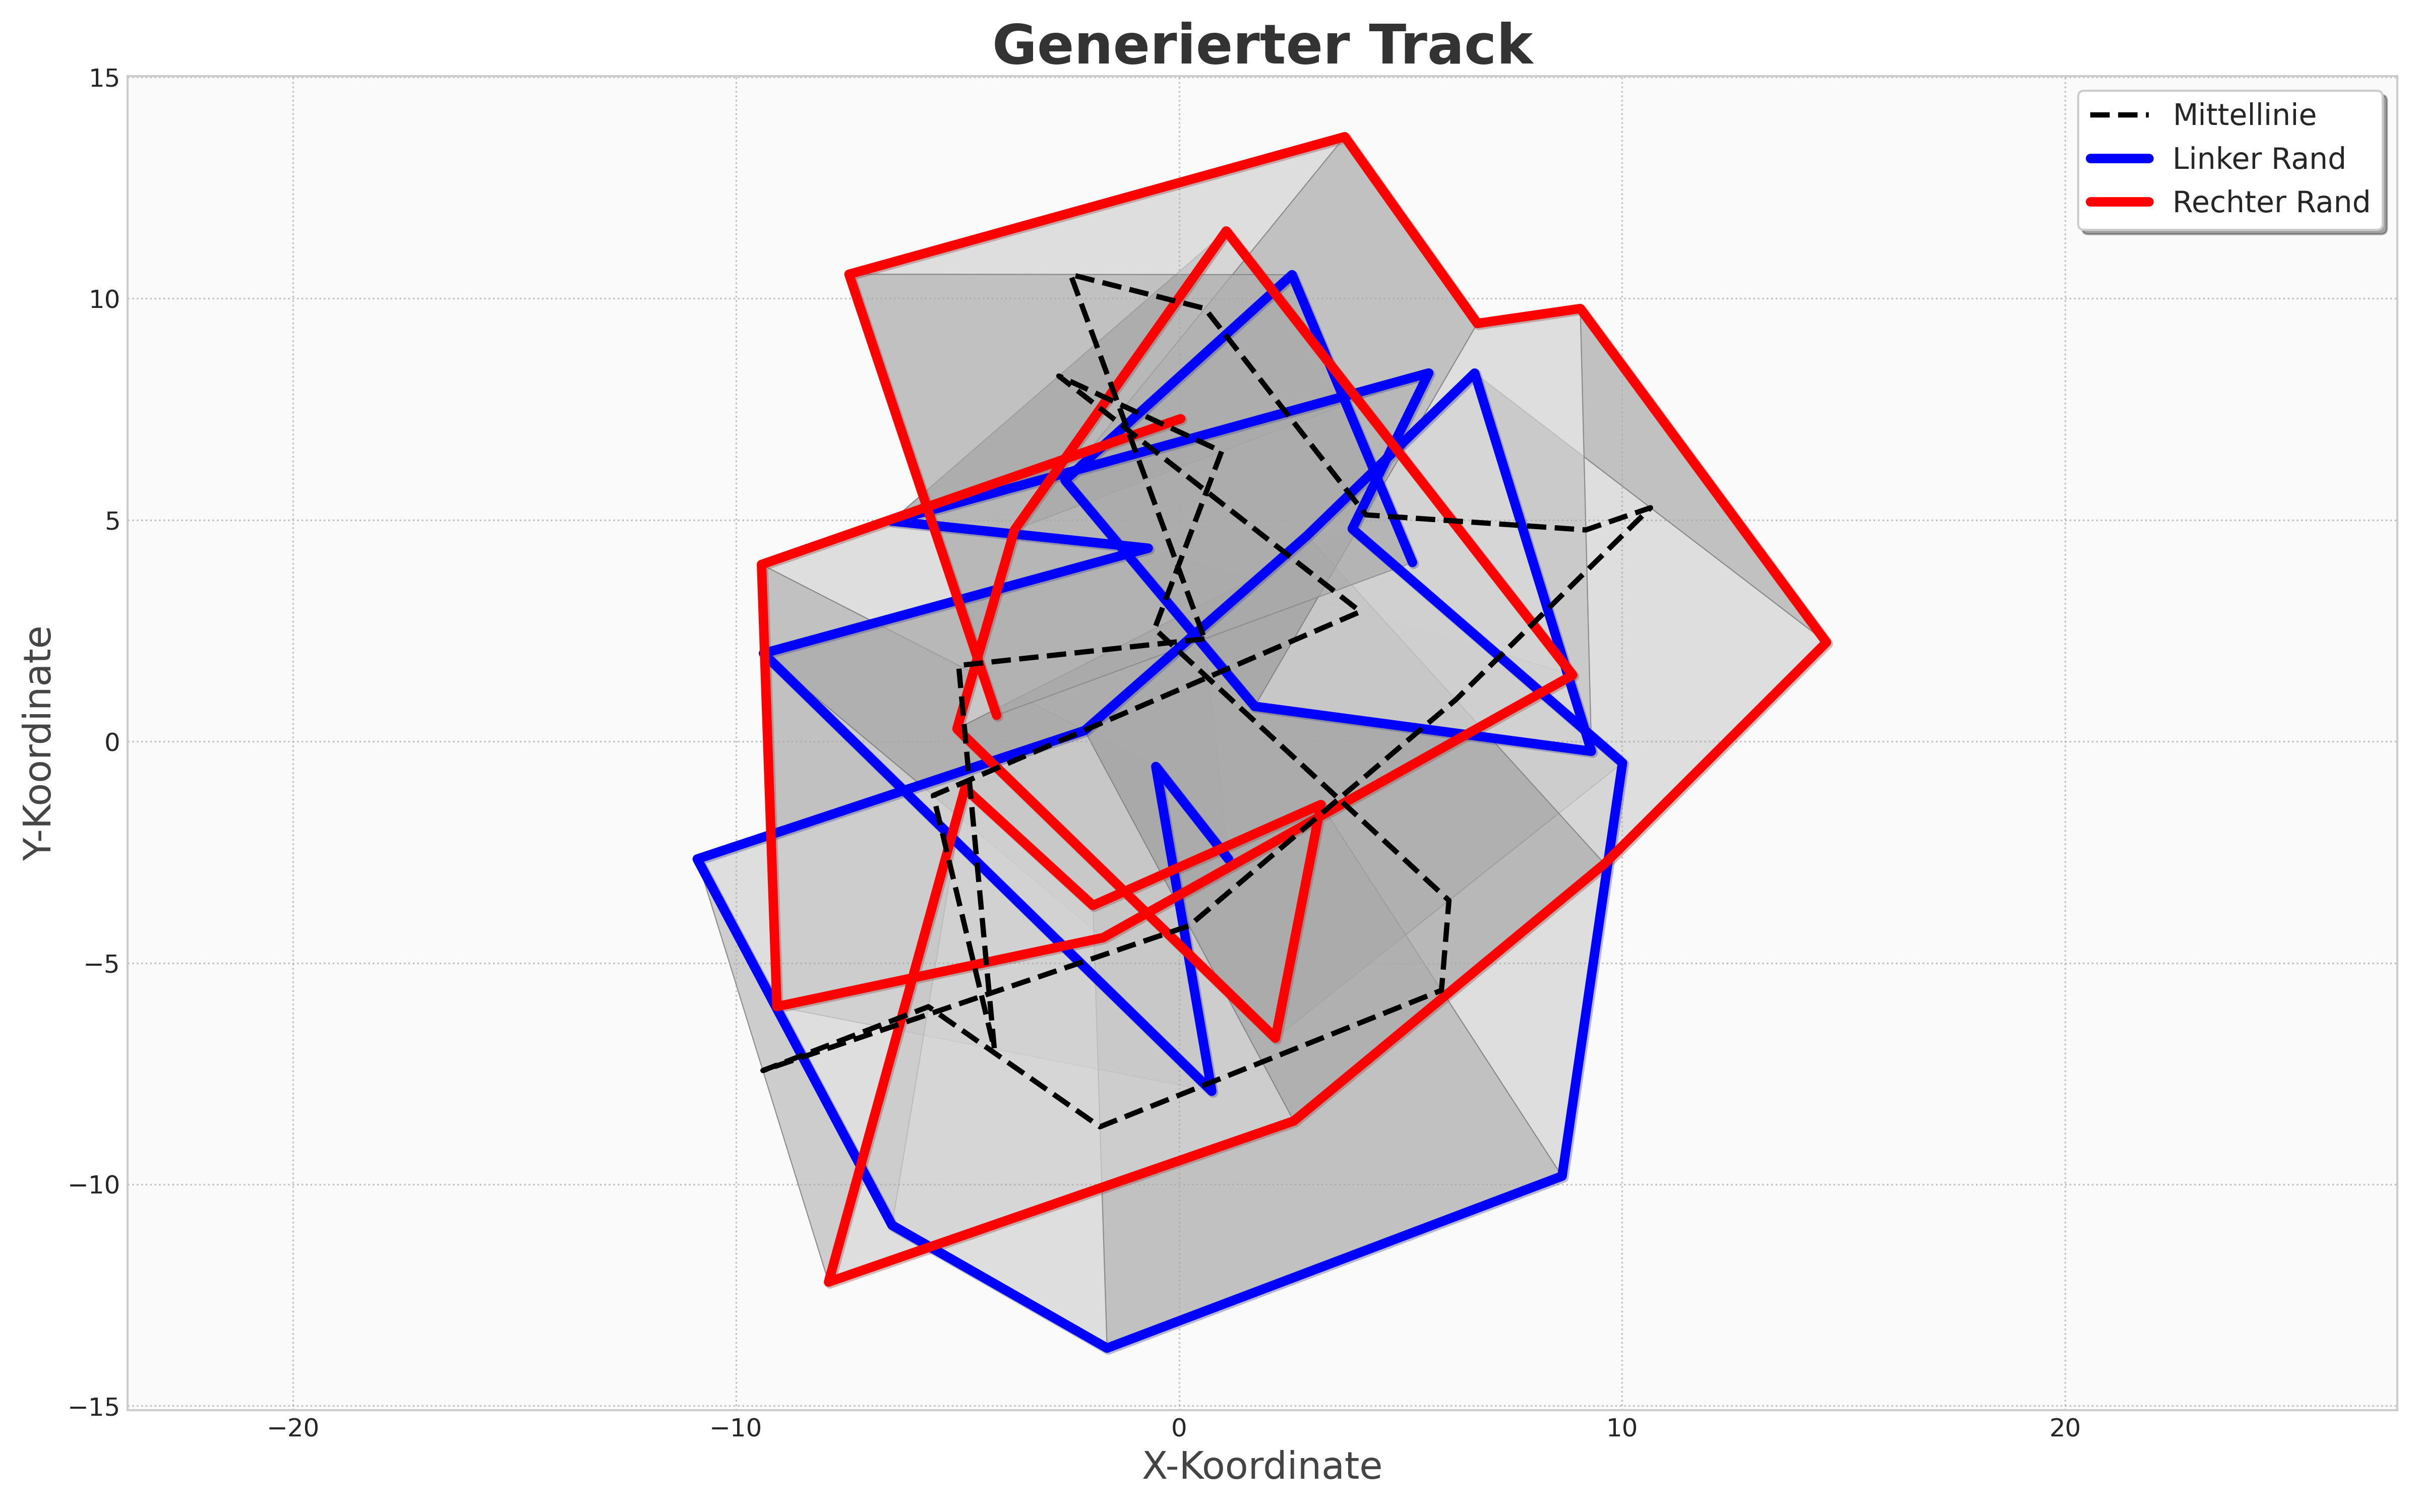 Generierter Track
Mittellinie
Linker Rand
Rechter Rand
15
10
5
0
−5
−10
−15
Y-Koordinate
−20
−10
0
10
20
X-Koordinate